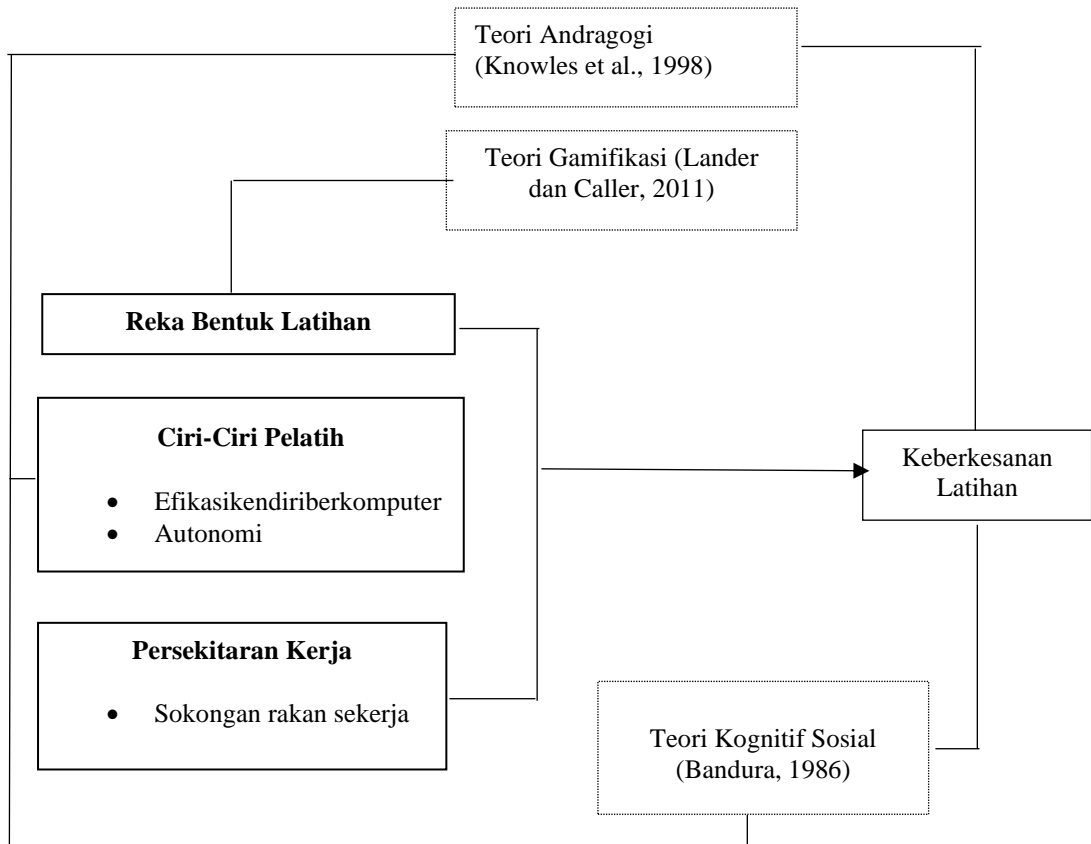 Teori Andragogi
(Knowles et al., 1998)
Teori Gamifikasi (Lander
dan Caller, 2011)
Reka Bentuk Latihan
Ciri-Ciri Pelatih
• Efikasikendiriberkomputer
• Autonomi
Keberkesanan
Latihan
Persekitaran Kerja
• Sokongan rakan sekerja
Teori Kognitif Sosial
(Bandura, 1986)